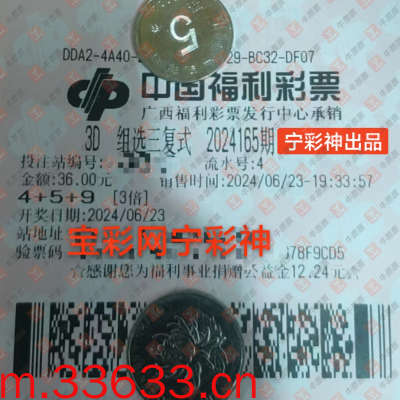 DDA2-4A40-
29-BC32-DF07
5
中国福利彩票
广西福利彩票发行中心承销
3D 组选三复式 2024165期
宁彩神出品
投注站编号:
流水号:4
金额:36.00元
销售时间:2024/06/23-19:33:57
4+5+9 [3倍]
开奖日期:2024/06/23
站地址
宝彩网宁彩神
验票码
078F9CD5
感谢您为福利事业捐赠公益金12.24元
m.33633.cn